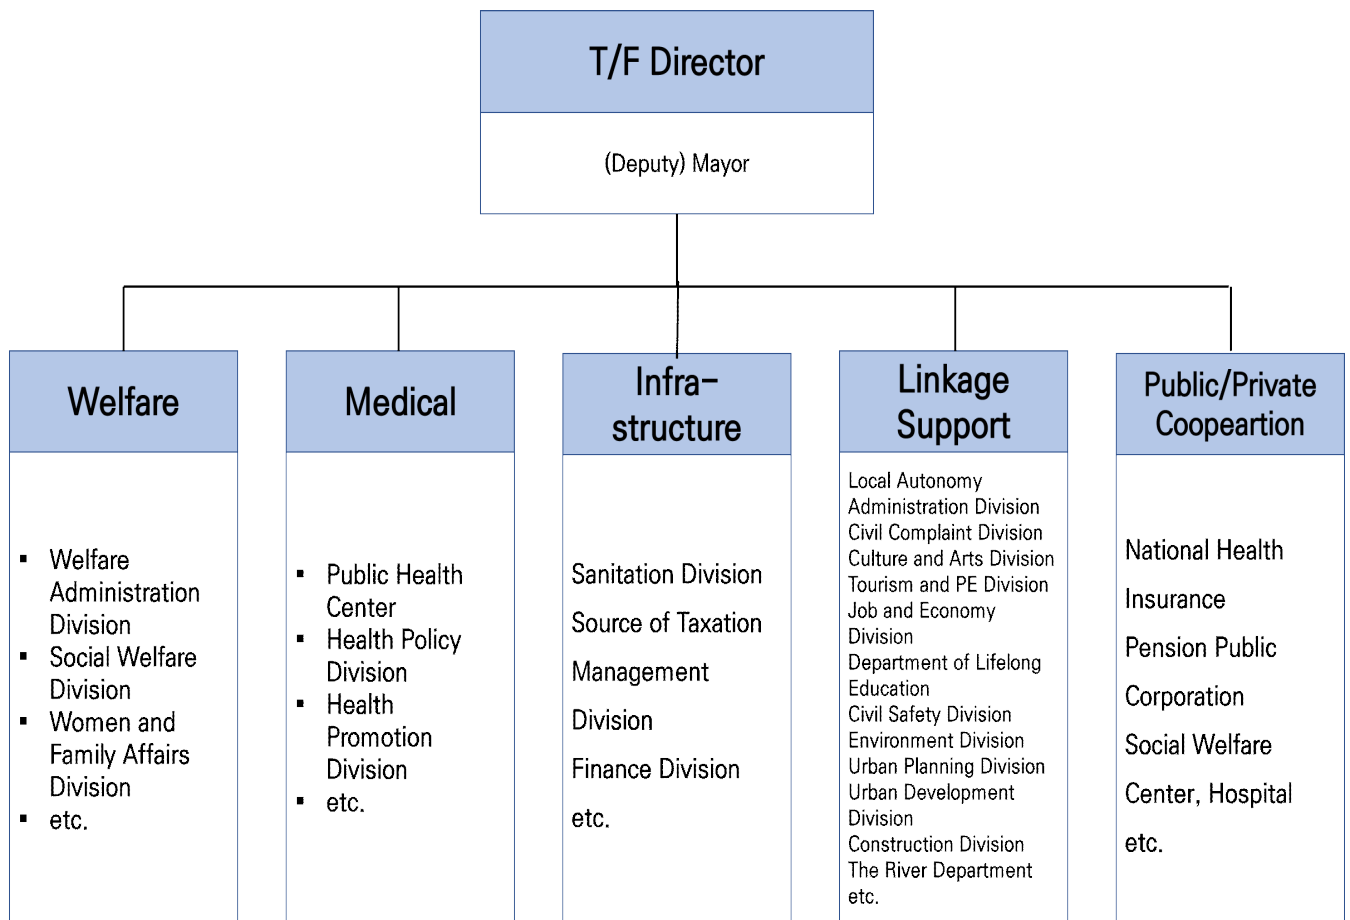 T/F Director
(Deputy) Mayor
Welfare
▪ Welfare
Administration
Division
▪ Social Welfare
Division
▪ Women and
Family Affairs
Division
▪ etc.
Medical
▪ Public Health
Center
▪ Health Policy
Division
▪ Health
Promotion
Division
▪ etc.
Infra-
structure
Sanitation Division
Source of Taxation
Management
Division
Finance Division
etc.
Linkage
Support
Local Autonomy
Administration Division
Civil Complaint Division
Culture and Arts Division
Tourism and PE Division
Job and Economy
Division
Department of Lifelong
Education
Civil Safety Division
Environment Division
Urban Planning Division
Urban Development
Division
Construction Division
The River Department
etc.
Public/Private
Coopeartion
National Health
Insurance
Pension Public
Corporation
Social Welfare
Center, Hospital
etc.